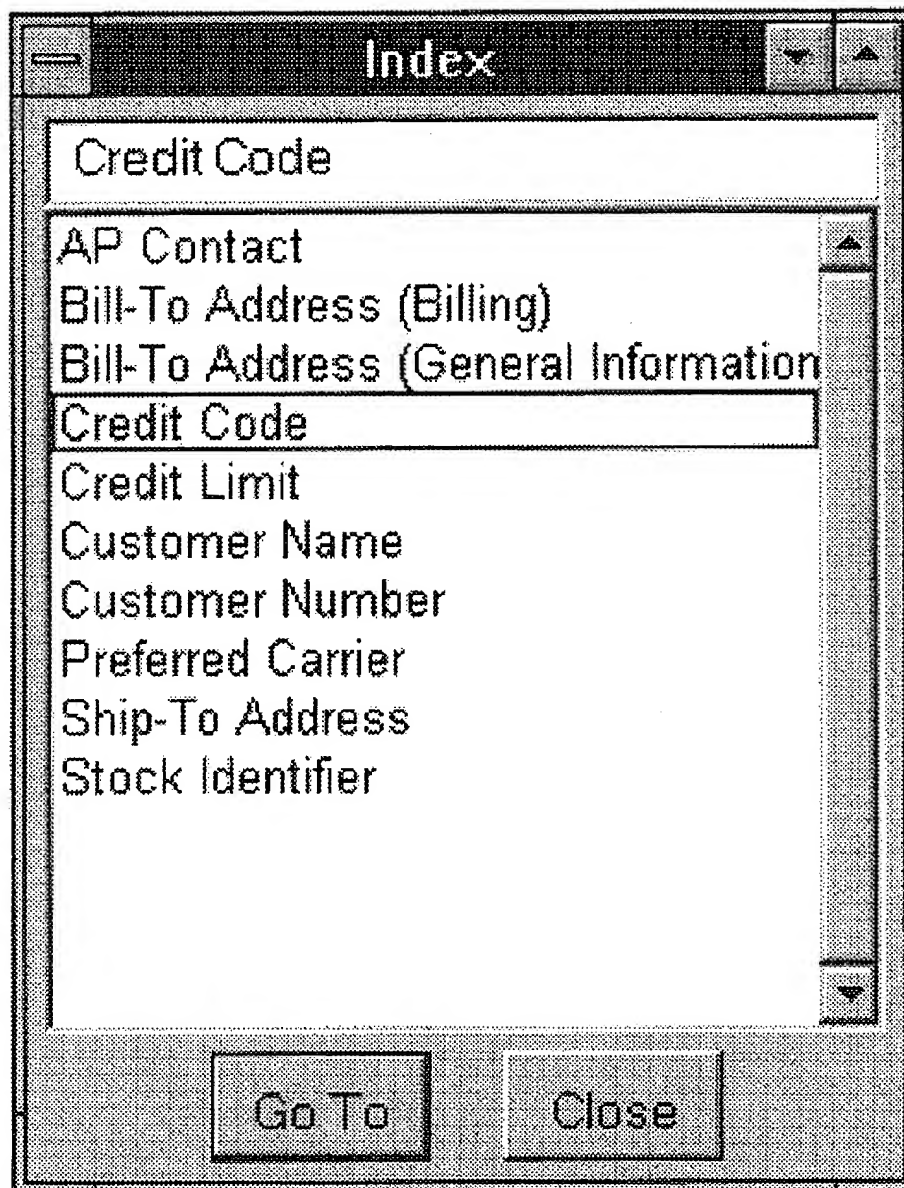 Index
Credit Code
AP Contact
Bill-To Address (Billing)
Bill-To Address (General Information
Credit Code
Credit Limit
Customer Name
Customer Number
Preferred Carrier
Ship-To Address
Stock Identifier
Go To
Close